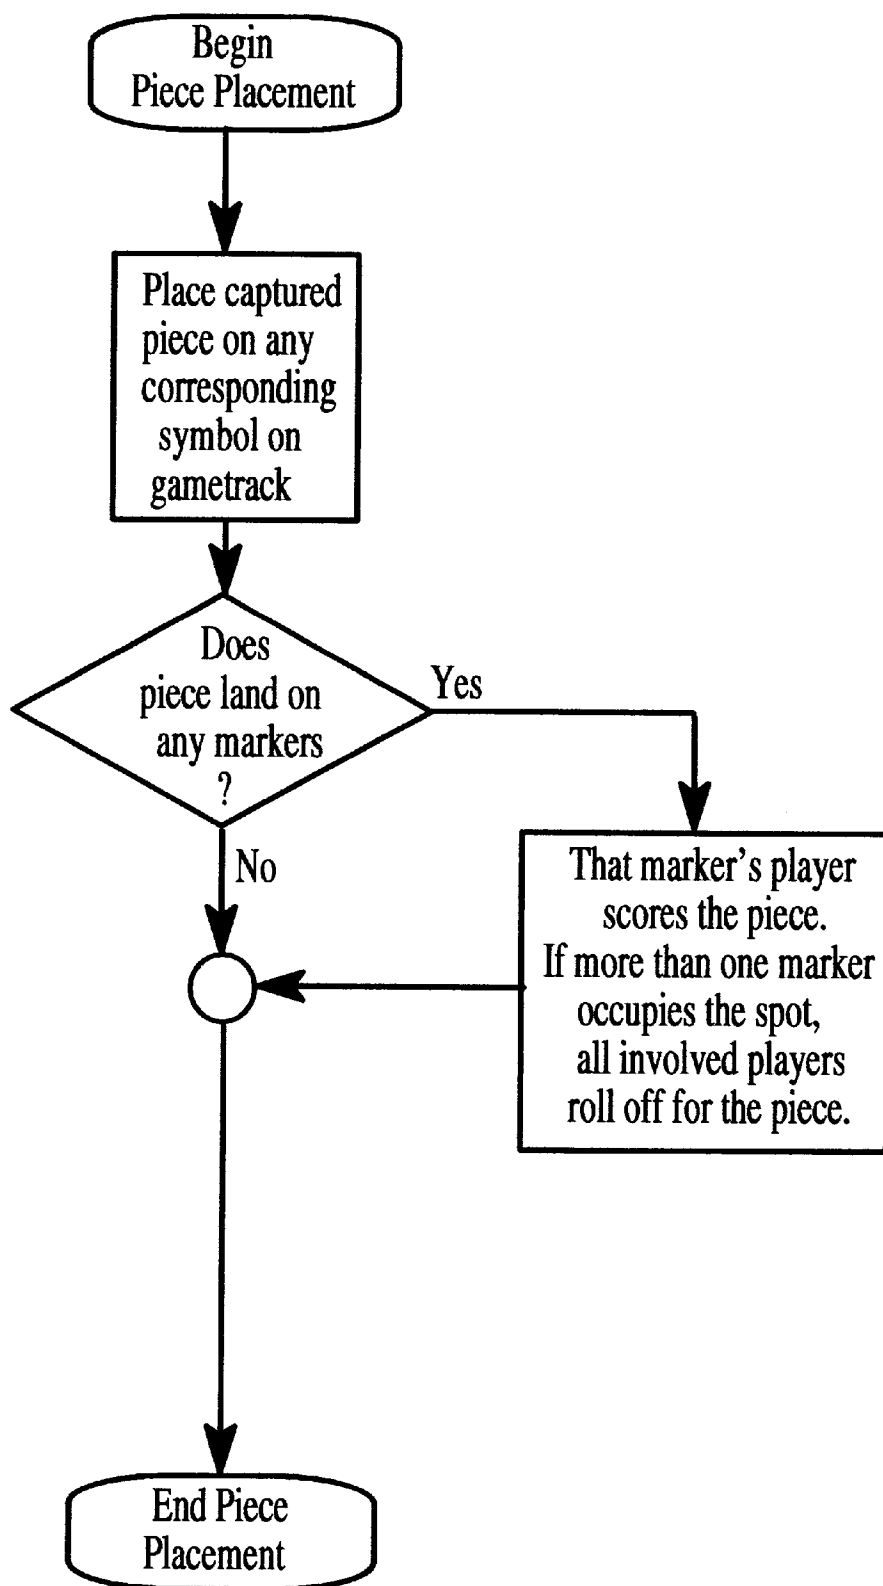 Begin
Piece Placement
Place captured
piece on any
corresponding
symbol on
gametrack
Does
piece land on
any markers
?
Yes
No
That marker's player
scores the piece.
If more than one marker
occupies the spot,
all involved players
roll off for the piece.
End Piece
Placement